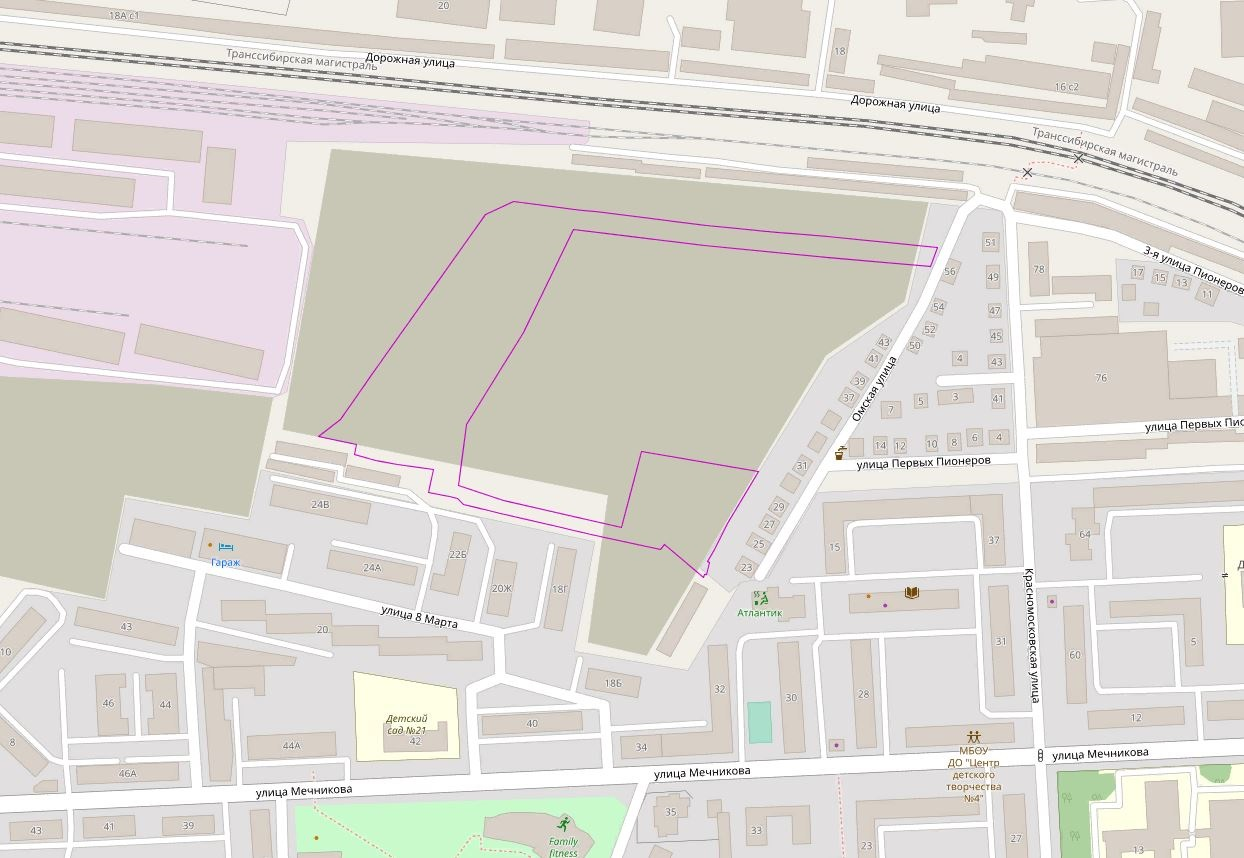 20
18А с1
Транссибирская магистраль
Дорожная улица
18
16 с2
Дорожная улица
Транссибирская магистраль
51
3-я улица Пионеров
56
78
49
17
15
13
11
54
47
52
45
43
50
41
4
43
39
76
37
Омская улица
7
5
3
41
улица Первых Пио
14
12
10
8
6
4
31
улица Первых Пионеров
24В
29
27
64
37
15
25
22Б
Гараж
24А
23
Д
20Ж
18Г
Атлантик
Красномосковская улица
улица 8 Марта
43
20
31
5
10
60
18Б
32
30
28
46
44
Детский
сад №21
42
40
12
8
44А
34
МБОУ
ДО "Центр
детского
творчества
№4"
улица Мечникова
46А
улица Мечникова
улица Мечникова
35
43
41
39
33
27
23
13
Family
fitness